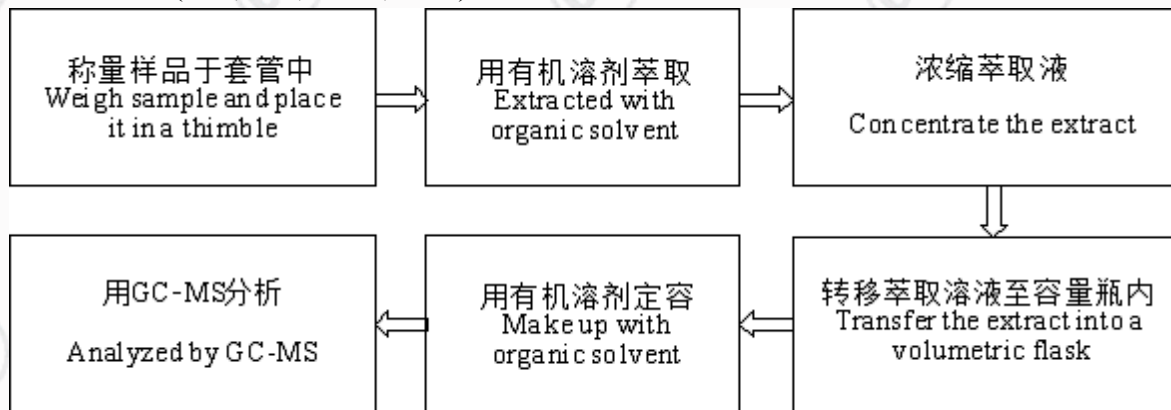 称量样品于套管中
Weigh sample and place
it in a thimble
用有机溶剂萃取
Extracted with
organic solvent
浓缩萃取液
Concentrate the extract
转移萃取溶液至容量瓶内
Transfer the extract into a
volumetric flask
用有机溶剂定容
Make up with
organic solvent
用GC-MS分析
Analyzed by GC-MS